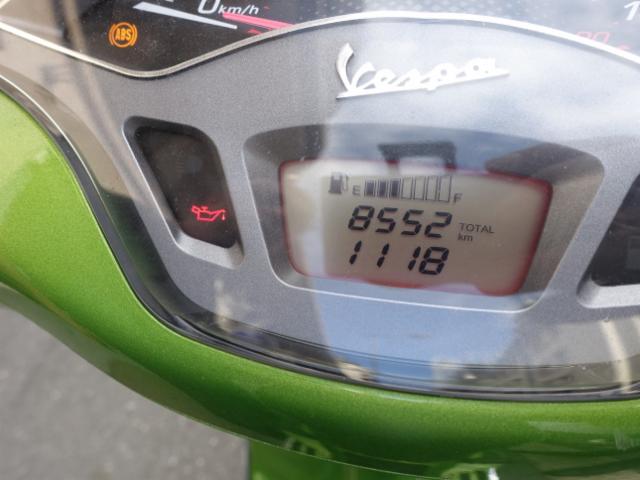 0 km/h
ABS
Vespa
E F
8552 TOTAL km
1118